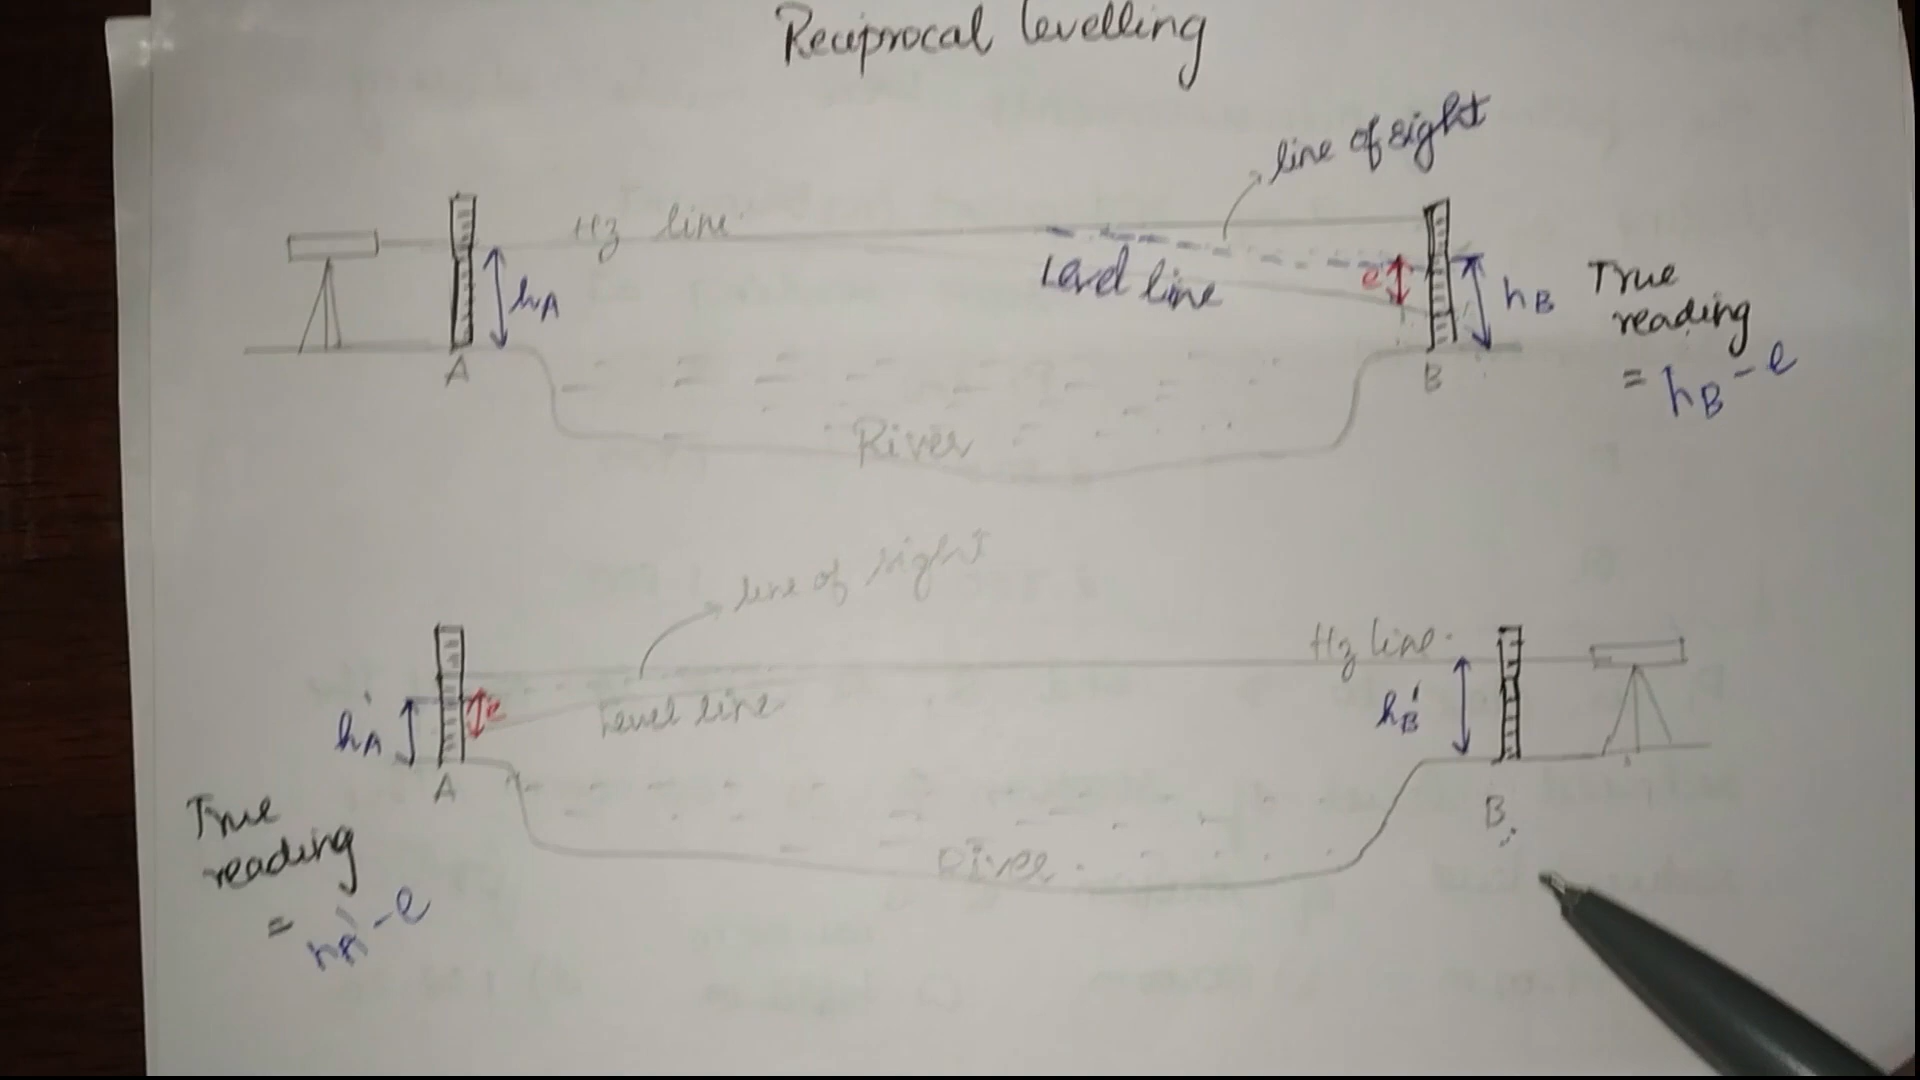 Reciprocal levelling
line of sight
Hz line
Level line
e
hA
hB
True
reading
= hB - e
A
B
River
line of sight
Hz line.
hA'
e
Level line
hB'
A
B
True
reading
= hA' - e
River